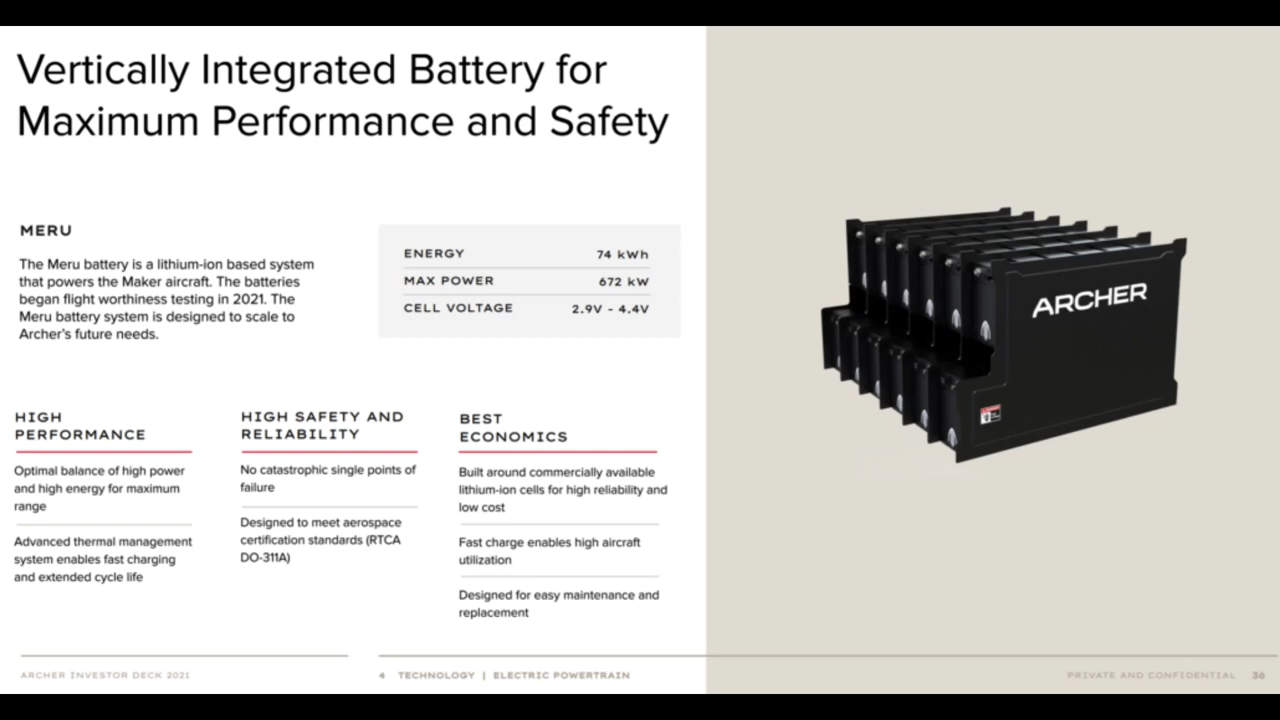 Vertically Integrated Battery for
Maximum Performance and Safety
MERU
The Meru battery is a lithium-ion based system
that powers the Maker aircraft. The batteries
began flight worthiness testing in 2021. The
Meru battery system is designed to scale to
Archer's future needs.
ENERGY 74 kWh
MAX POWER 672 kW
CELL VOLTAGE 2.9V - 4.4V
ARCHER
HIGH
PERFORMANCE
Optimal balance of high power
and high energy for maximum
range
Advanced thermal management
system enables fast charging
and extended cycle life
HIGH SAFETY AND
RELIABILITY
No catastrophic single points of
failure
Designed to meet aerospace
certification standards (RTCA
DO-311A)
BEST
ECONOMICS
Built around commercially available
lithium-ion cells for high reliability and
low cost
Fast charge enables high aircraft
utilization
Designed for easy maintenance and
replacement
ARCHER INVESTOR DECK 2021
4 TECHNOLOGY | ELECTRIC POWERTRAIN
PRIVATE AND CONFIDENTIAL 36